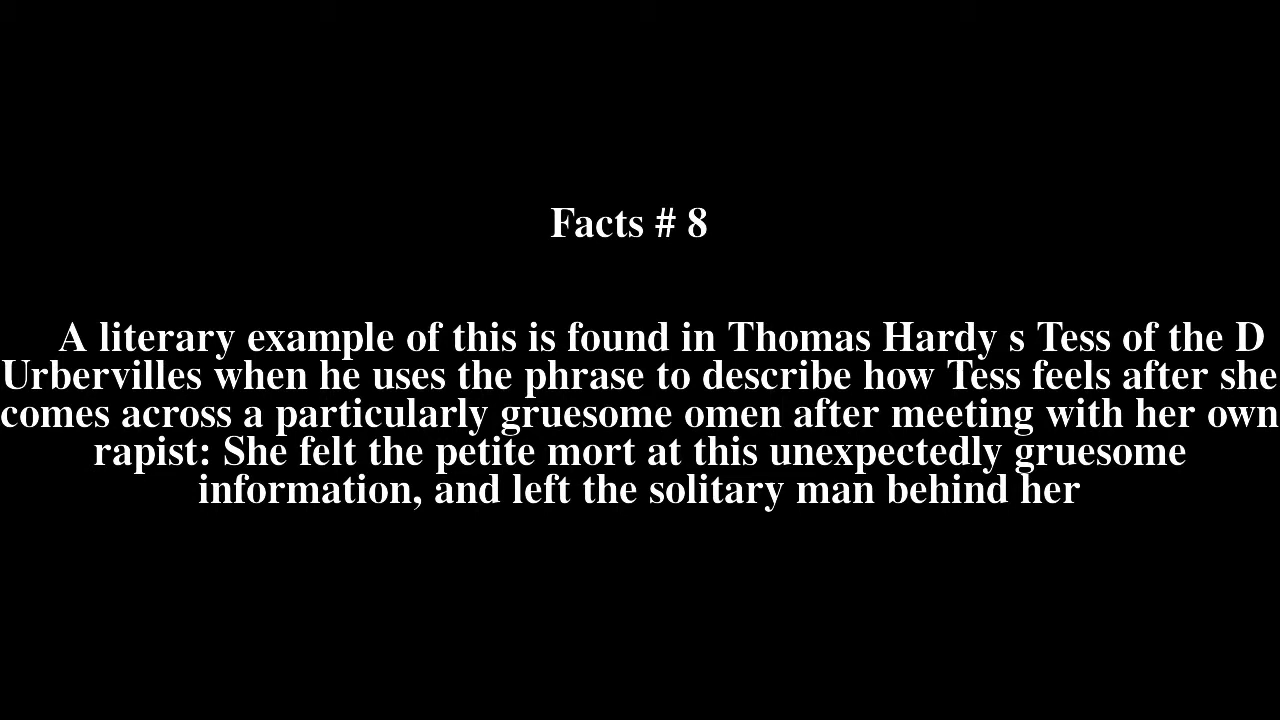 Facts # 8
A literary example of this is found in Thomas Hardy s Tess of the D
Urbervilles when he uses the phrase to describe how Tess feels after she
comes across a particularly gruesome omen after meeting with her own
rapist: She felt the petite mort at this unexpectedly gruesome
information, and left the solitary man behind her